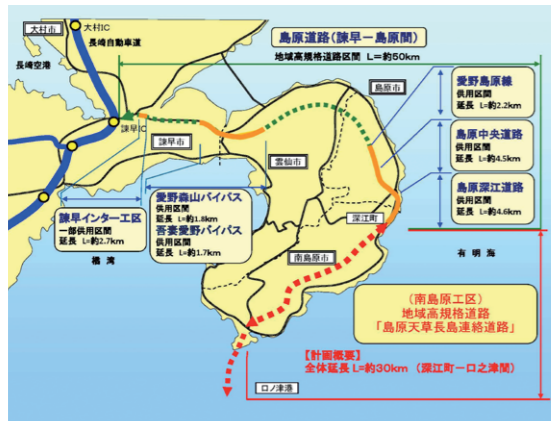 大村市
大村IC
長崎自動車道
長崎空港
島原道路(諫早ー島原間)
地域高規格道路区間 L=約50km
島原市
愛野島原線
供用区間
延長 L=約2.2km
諫早IC
諫早市
雲仙市
島原中央道路
供用区間
延長 L=約4.5km
愛野森山バイパス
供用区間
延長 L=約1.8km
吾妻愛野バイパス
供用区間
延長 L=約1.7km
島原深江道路
供用区間
延長 L=約4.6km
深江町
諫早インター工区
一部供用区間
延長 L=約2.7km
橘湾
南島原市
有明海
(南島原工区)
地域高規格道路
「島原天草長島連絡道路」
【計画概要】
全体延長 L=約30km (深江町ー口之津間)
口ノ津港